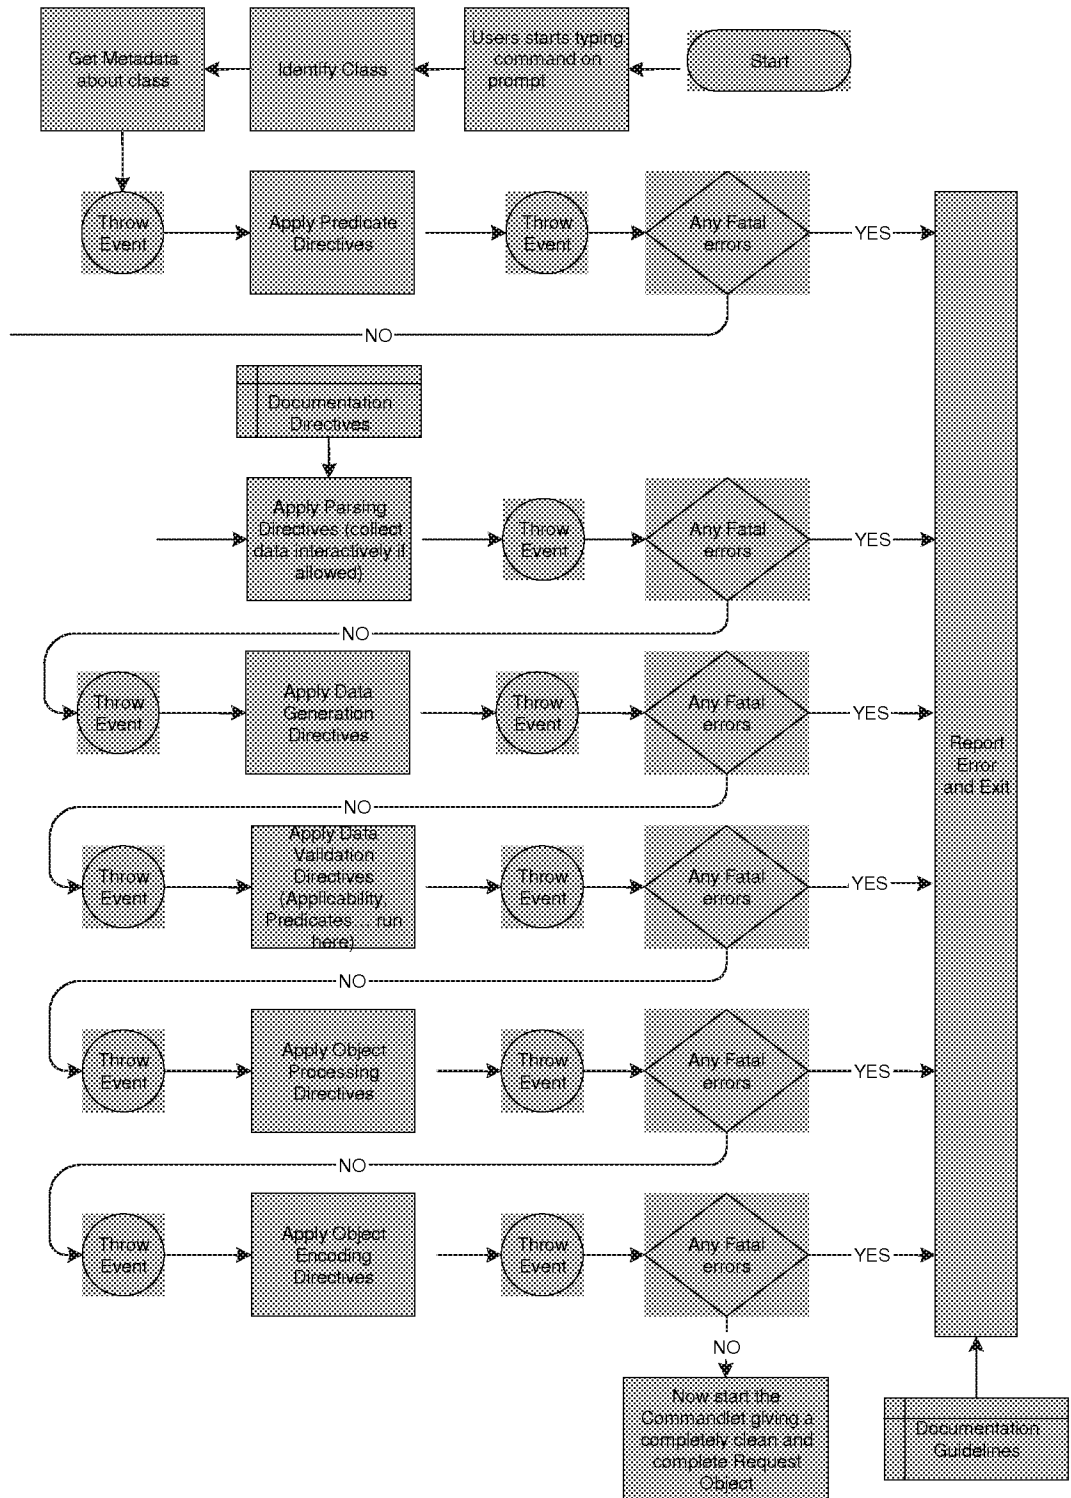 Get Metadata
about class
Identify Class
Users starts typing
command on
prompt
Start
Throw
Event
Apply Predicate
Directives
Throw
Event
Any Fatal
errors
YES
NO
Documentation
Directives
Apply Parsing
Directives (collect
data interactively if
allowed)
Throw
Event
Any Fatal
errors
YES
NO
Throw
Event
Apply Data
Generation
Directives
Throw
Event
Any Fatal
errors
YES
Report
Error
and Exit
NO
Throw
Event
Apply Data
Validation
Directives
(Applicability
Predicates run
here)
Throw
Event
Any Fatal
errors
YES
NO
Throw
Event
Apply Object
Processing
Directives
Throw
Event
Any Fatal
errors
YES
NO
Throw
Event
Apply Object
Encoding
Directives
Throw
Event
Any Fatal
errors
YES
NO
Now start the
Commandlet giving a
completely clean and
complete Request
Object
Documentation
Guidelines